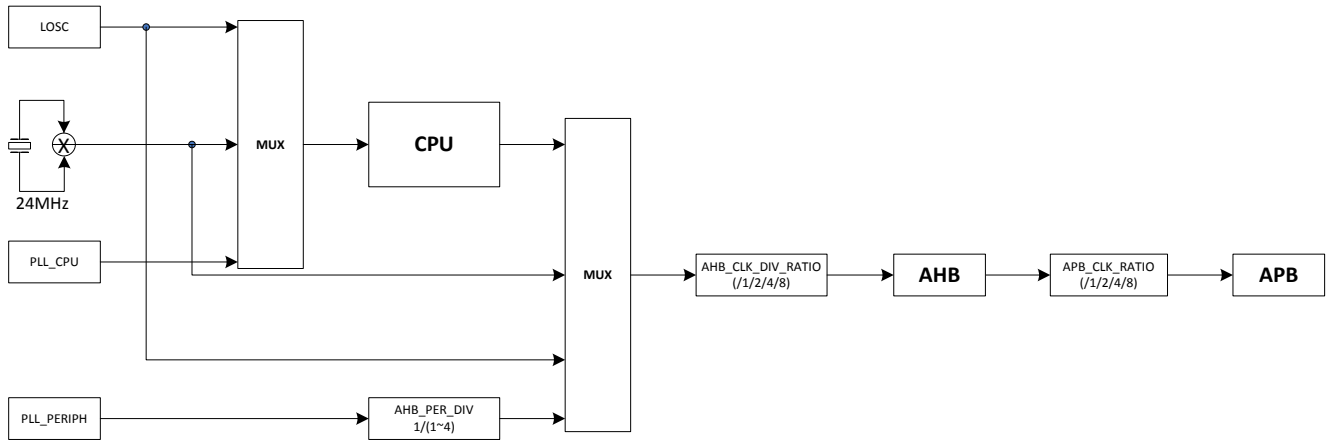 LOSC
MUX
CPU
24MHz
PLL_CPU
MUX
AHB_CLK_DIV_RATIO
(/1/2/4/8)
AHB
APB_CLK_RATIO
(/1/2/4/8)
APB
PLL_PERIPH
AHB_PER_DIV
1/(1~4)